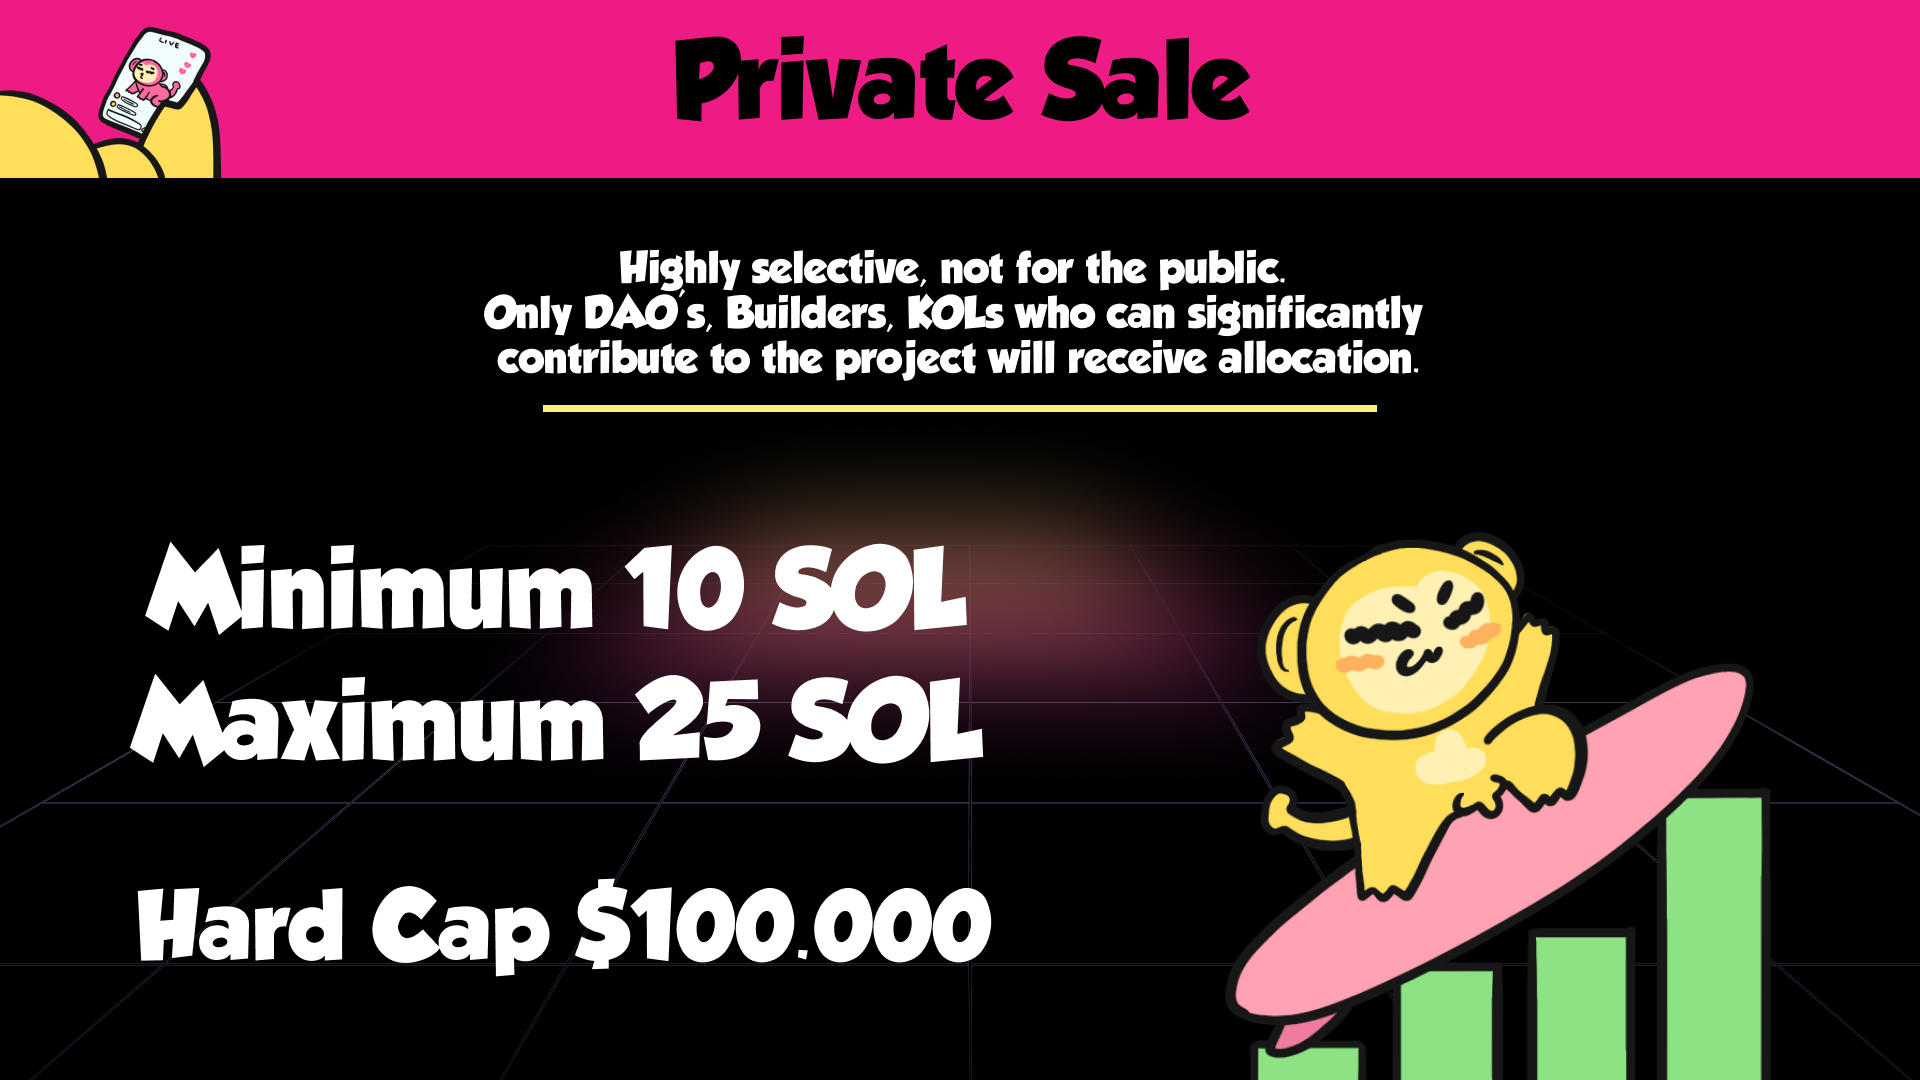 LIVE
Private Sale
Highly selective, not for the public.
Only DAO's, Builders, KOLs who can significantly
contribute to the project will receive allocation.
Minimum 10 SOL
Maximum 25 SOL
Hard Cap $100.000